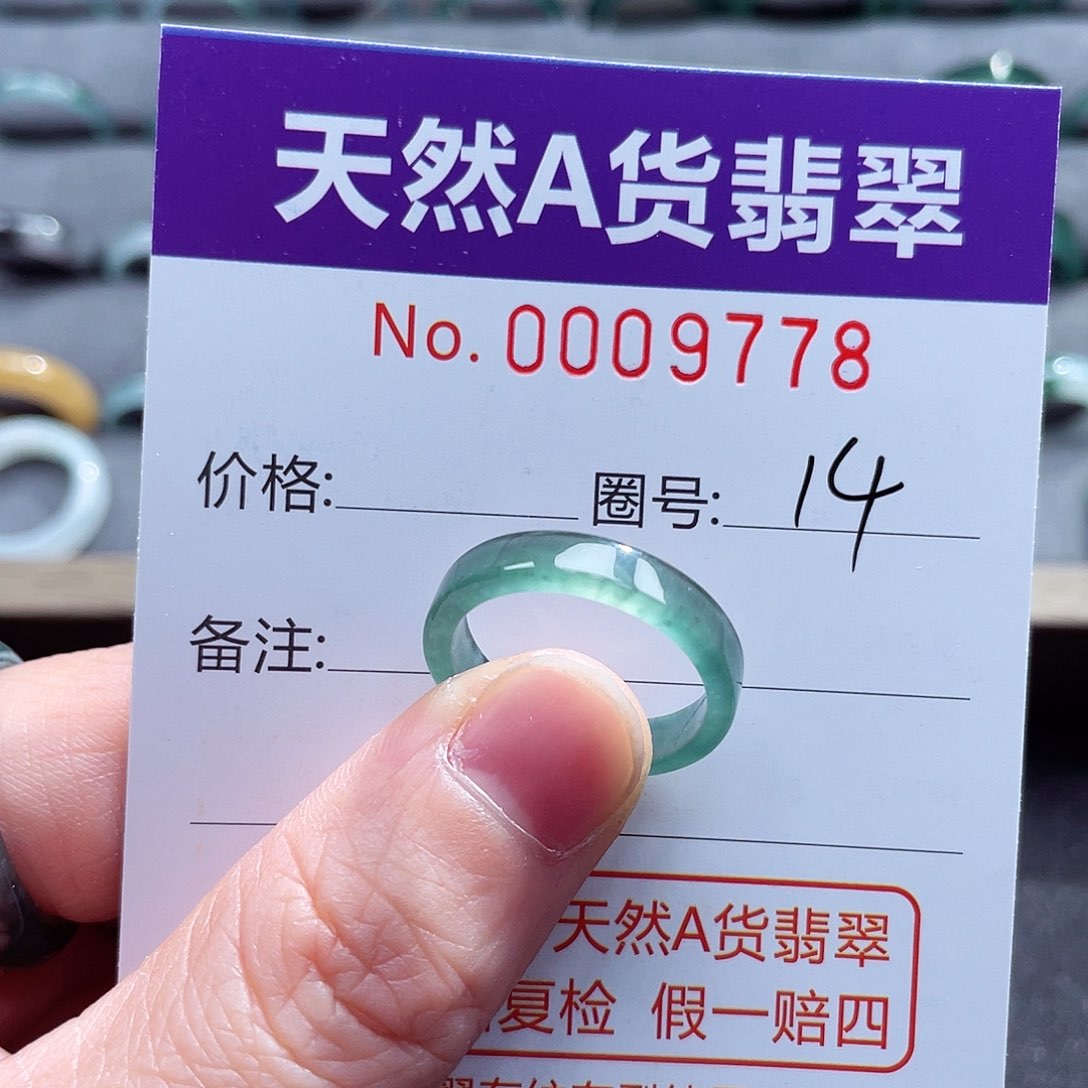 天然A货翡翠
No. 0009778
价格: 圈号: 14
备注:
天然A货翡翠
复检 假一赔四